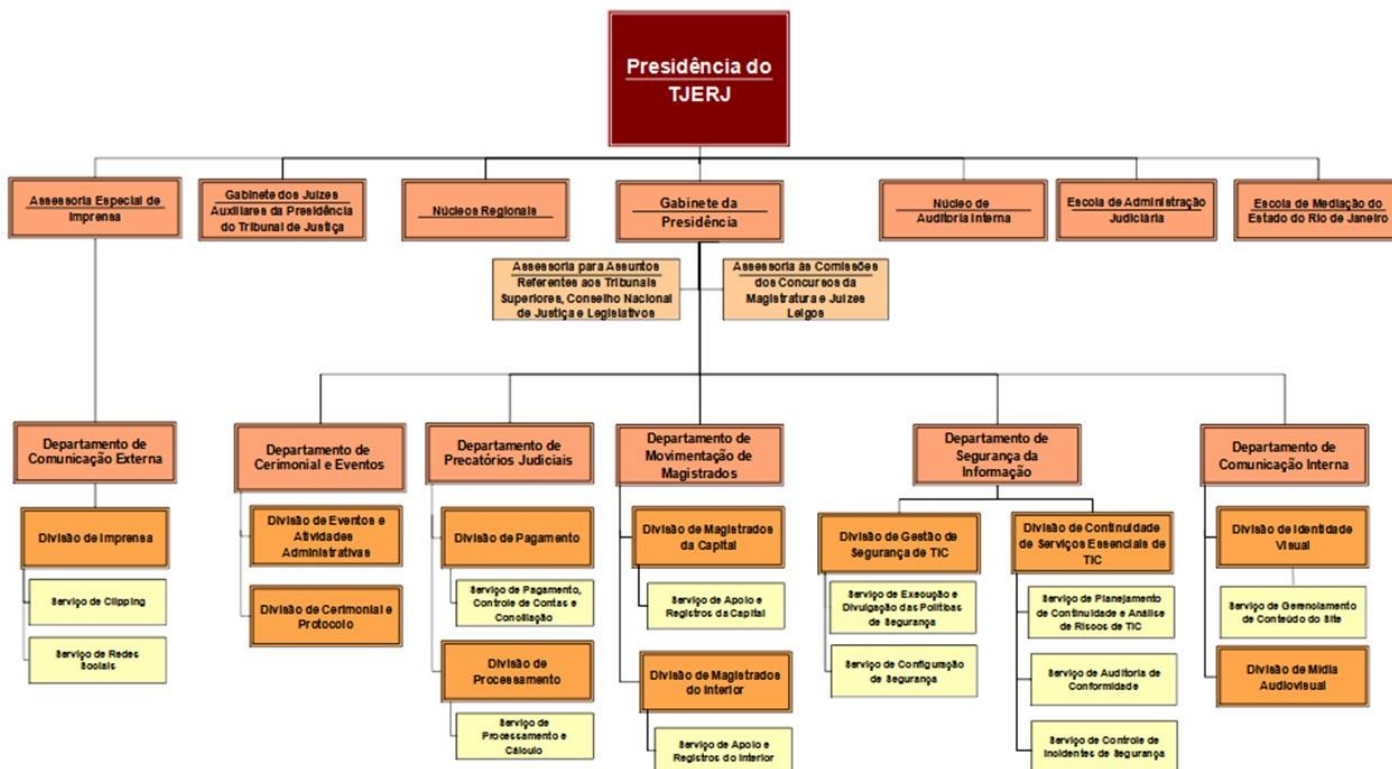 Presidência do
TJERJ
Assessoria Especial de
Imprensa
Gabinete dos Juízes
Auxiliares da Presidência
do Tribunal de Justiça
Núcleos Regionais
Gabinete da
Presidência
Núcleo de
Auditoria Interna
Escola de Administração
Judiciária
Escola de Mediação do
Estado do Rio de Janeiro
Assessoria para Assuntos
Referentes aos Tribunais
Superiores, Conselho Nacional
de Justiça e Legislativos
Assessoria às Comissões
dos Concursos da
Magistratura e Juízes
Leigos
Departamento de
Comunicação Externa
Departamento de
Cerimonial e Eventos
Departamento de
Precatórios Judiciais
Departamento de
Movimentação de
Magistrados
Departamento de
Segurança da
Informação
Departamento de
Comunicação Interna
Divisão de Imprensa
Serviço de Clipping
Serviço de Redes
Sociais
Divisão de Eventos e
Atividades
Administrativas
Divisão de Cerimonial e
Protocolo
Divisão de Pagamento
Serviço de Pagamento,
Controle de Contas e
Conciliação
Divisão de
Processamento
Serviço de
Processamento e
Cálculo
Divisão de Magistrados
da Capital
Serviço de Apoio e
Registros da Capital
Divisão de Magistrados
do Interior
Serviço de Apoio e
Registros do Interior
Divisão de Gestão de
Segurança de TIC
Serviço de Execução e
Divulgação das Políticas
de Segurança
Serviço de Configuração
de Segurança
Divisão de Continuidade
de Serviços Essenciais de
TIC
Serviço de Planejamento
de Continuidade e Análise
de Riscos de TIC
Serviço de Auditoria de
Conformidade
Serviço de Controle de
Incidentes de Segurança
Divisão de Identidade
Visual
Serviço de Gerenciamento
de Conteúdo do Site
Divisão de Mídia
Audiovisual